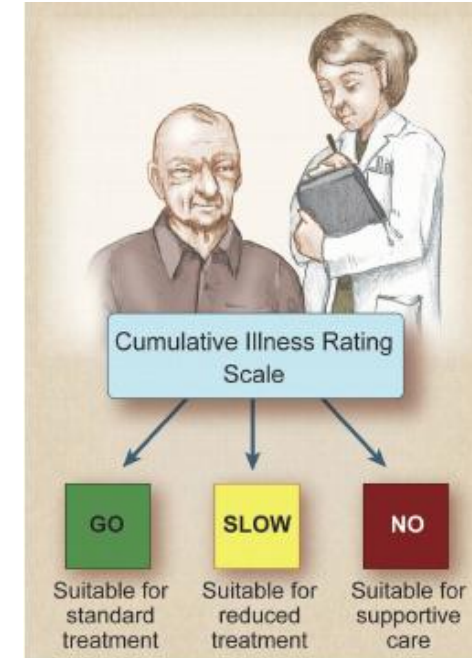 Cumulative Illness Rating
Scale
GO
SLOW
NO
Suitable for
standard
treatment
Suitable for
reduced
treatment
Suitable for
supportive
care